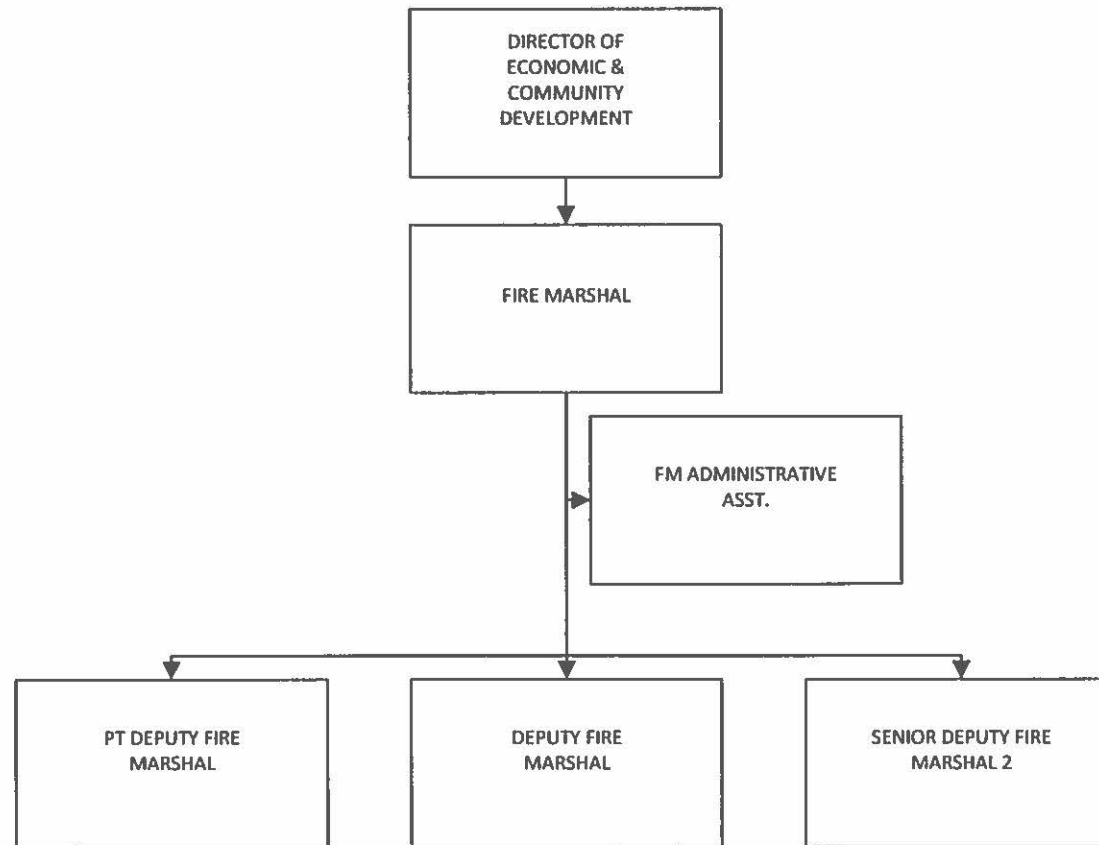 DIRECTOR OF
ECONOMIC &
COMMUNITY
DEVELOPMENT
FIRE MARSHAL
FM ADMINISTRATIVE
ASST.
PT DEPUTY FIRE
MARSHAL
DEPUTY FIRE
MARSHAL
SENIOR DEPUTY FIRE
MARSHAL 2